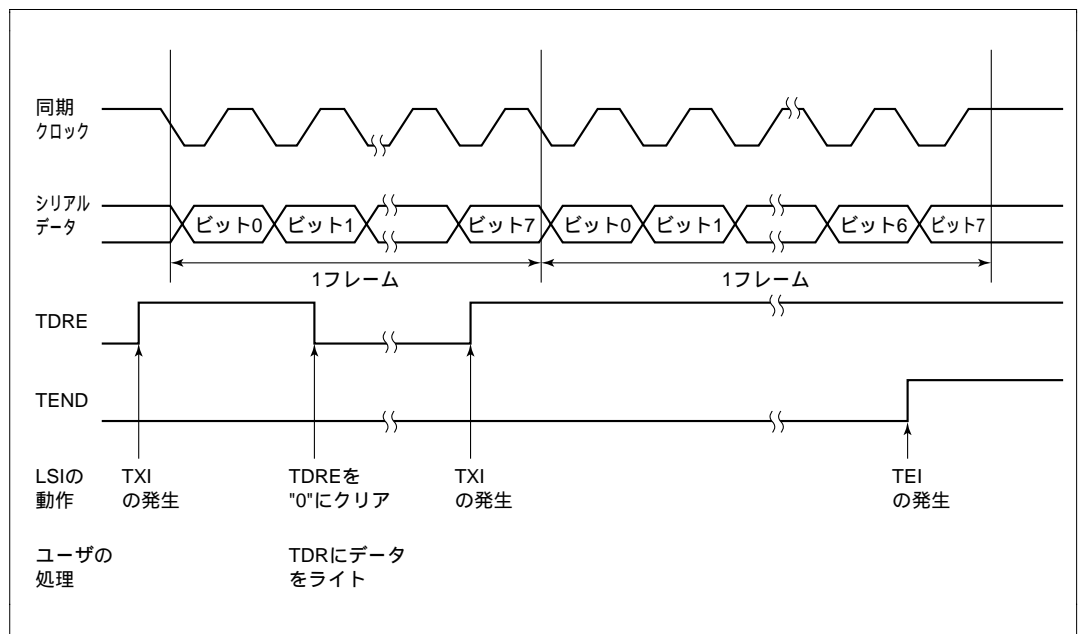 同期
クロック
シリアル
データ
ビット0 ビット1 ビット7 ビット0 ビット1 ビット6 ビット7
1フレーム 1フレーム
TDRE
TEND
LSIの
動作
TXI
の発生
TDREを
"0"にクリア
TXI
の発生
TEI
の発生
ユーザの
処理
TDRにデータ
をライト